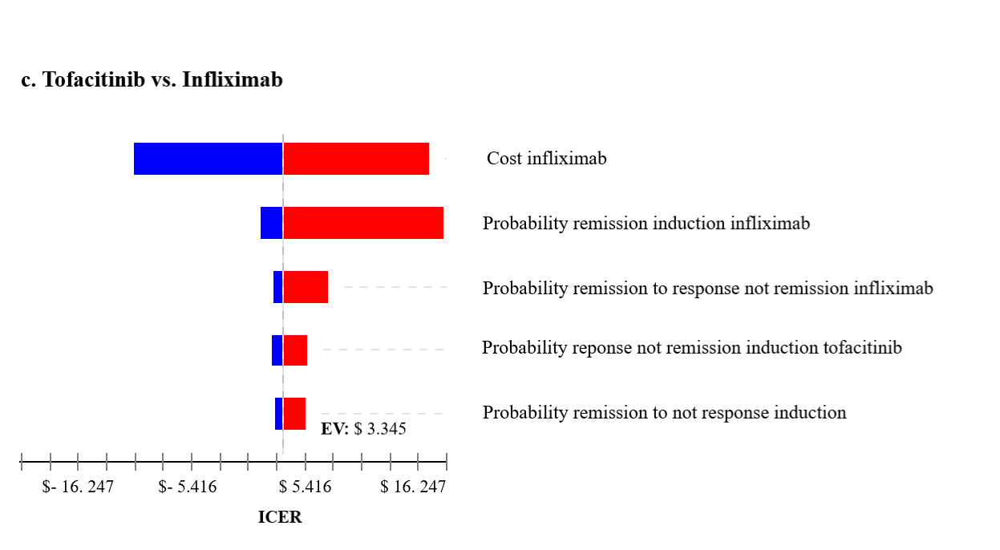 c. Tofacitinib vs. Infliximab
Cost infliximab
Probability remission induction infliximab
Probability remission to response not remission infliximab
Probability reponse not remission induction tofacitinib
Probability remission to not response induction
EV: $ 3.345
$- 16. 247 $- 5.416 $ 5.416 $ 16. 247
ICER